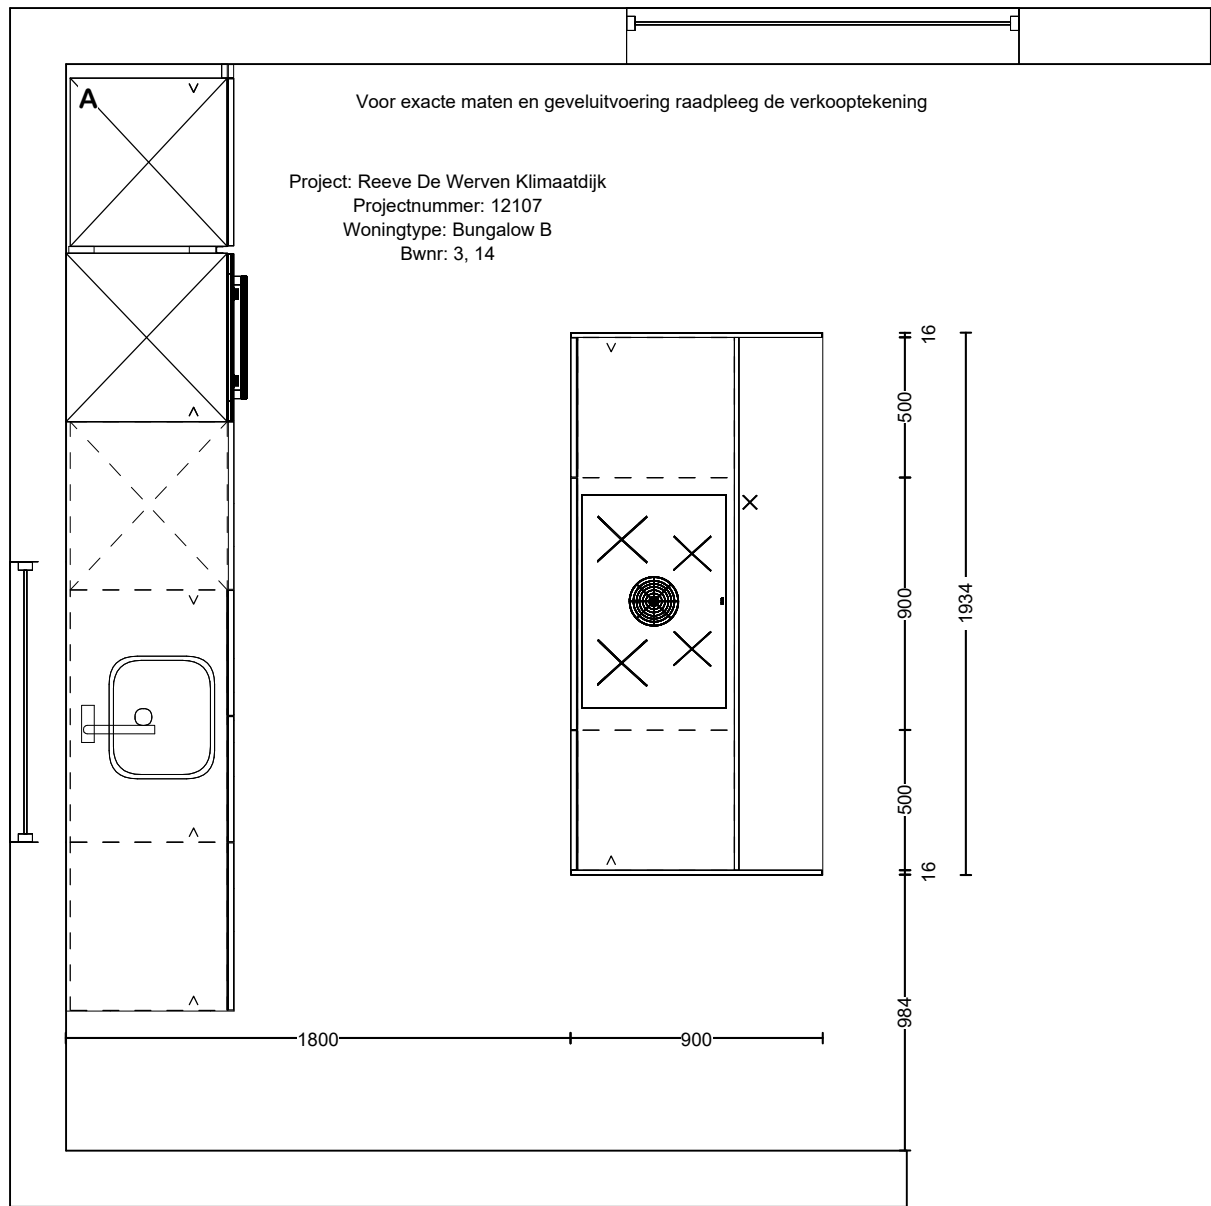 A
Voor exacte maten en geveluitvoering raadpleeg de verkooptekening
Project: Reeve De Werven Klimaatdijk
Projectnummer: 12107
Woningtype: Bungalow B
Bwnr: 3, 14
16
500
900
1934
500
16
984
1800
900